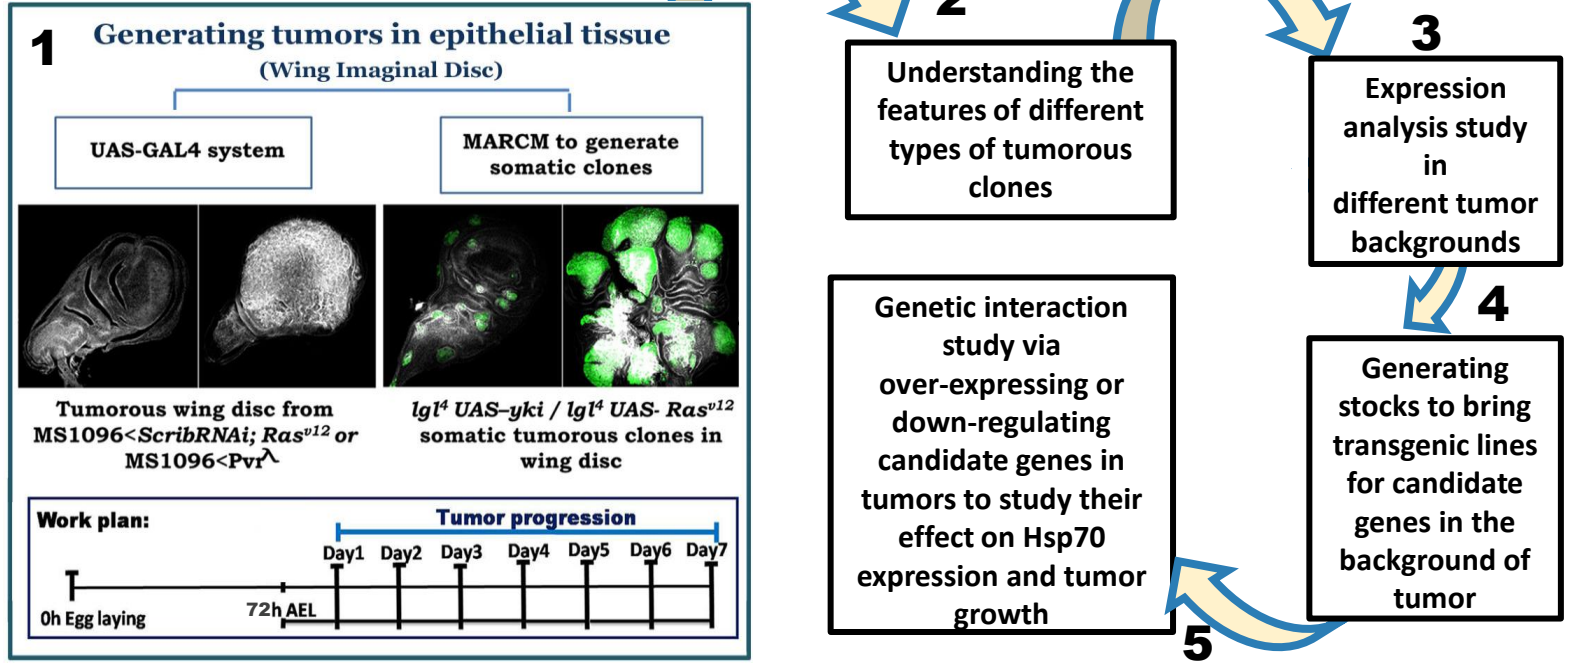 1
Generating tumors in epithelial tissue
(Wing Imaginal Disc)
UAS-GAL4 system
MARCM to generate
somatic clones
Tumorous wing disc from
MS1096<ScribRNAi; Rasᵛ¹² or
MS1096<Pvrᴧ
lgl⁴ UAS–yki / lgl⁴ UAS- Rasᵛ¹²
somatic tumorous clones in
wing disc
Work plan:
Tumor progression
Day1 Day2 Day3 Day4 Day5 Day6 Day7
0h Egg laying
72h AEL
2
Understanding the
features of different
types of tumorous
clones
3
Expression
analysis study
in
different tumor
backgrounds
4
Generating
stocks to bring
transgenic lines
for candidate
genes in the
background of
tumor
5
Genetic interaction
study via
over-expressing or
down-regulating
candidate genes in
tumors to study their
effect on Hsp70
expression and tumor
growth